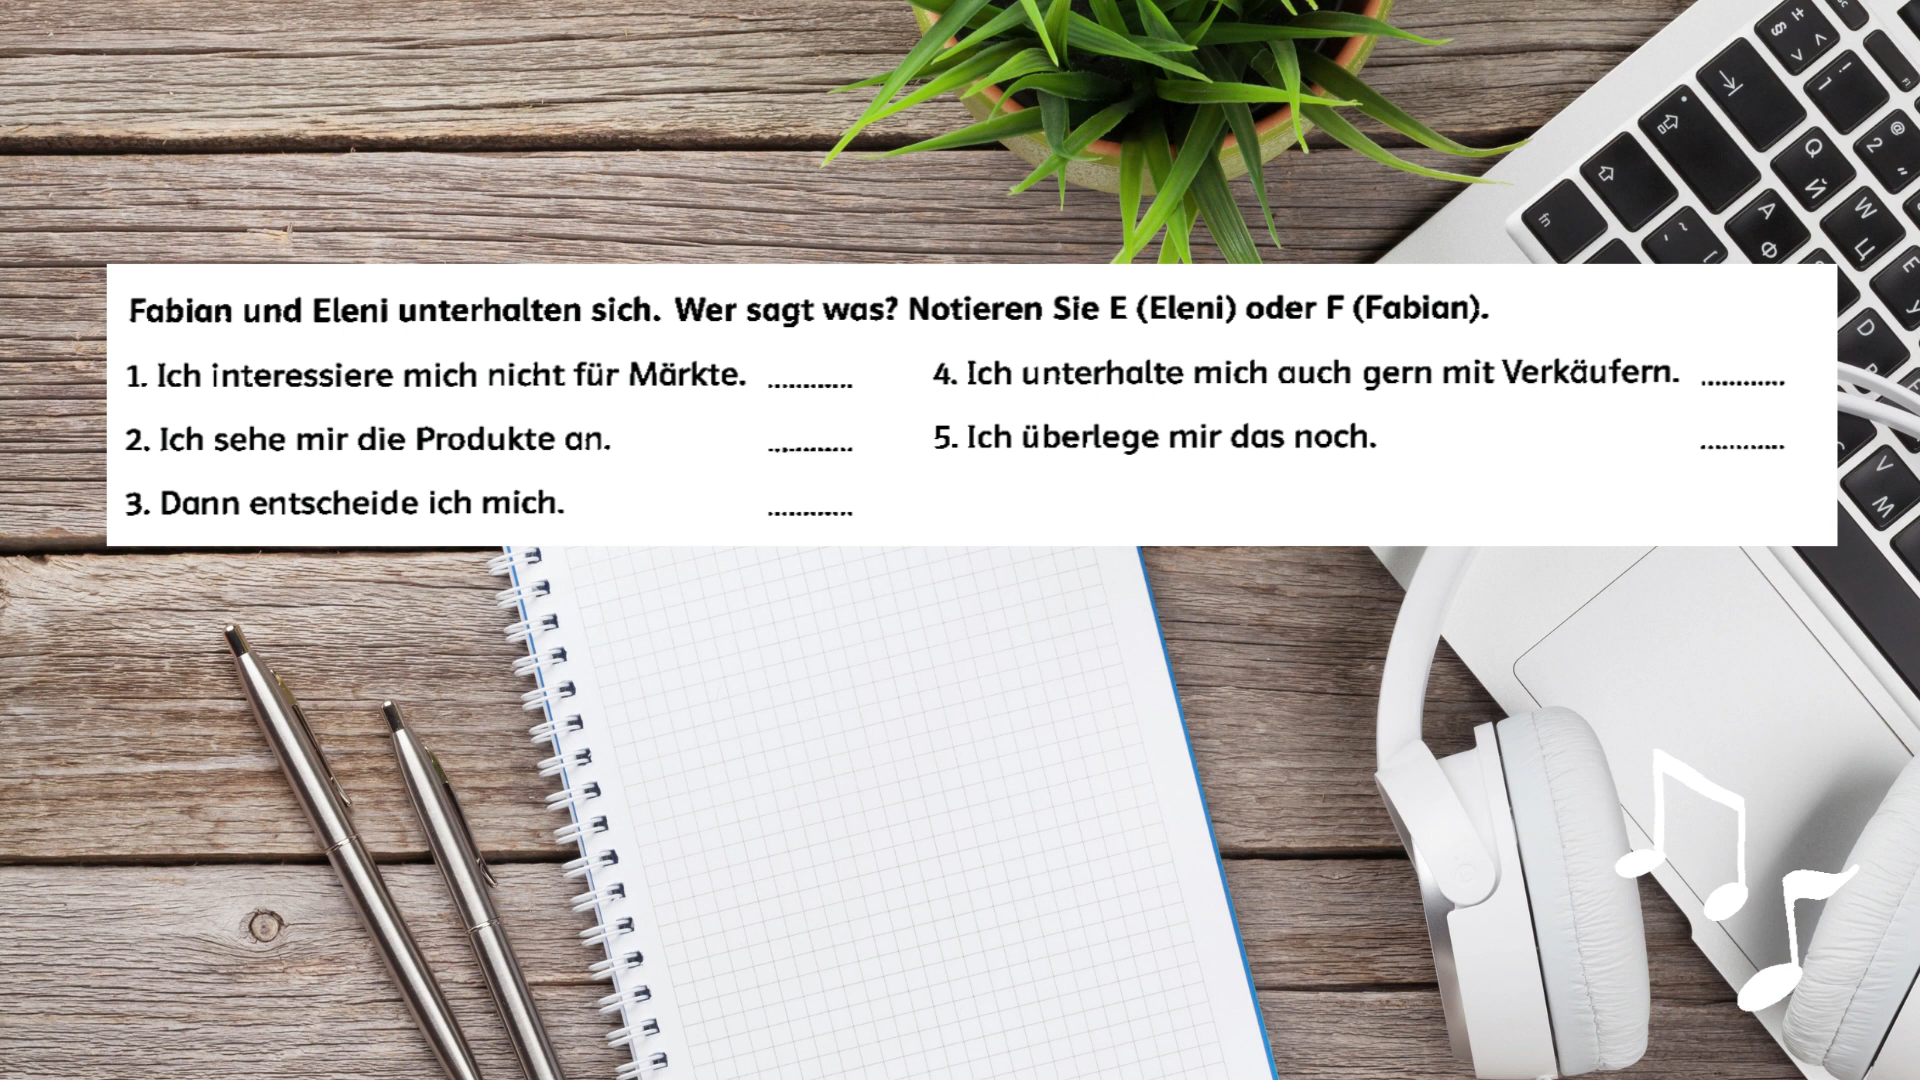 Fabian und Eleni unterhalten sich. Wer sagt was? Notieren Sie E (Eleni) oder F (Fabian).
1. Ich interessiere mich nicht für Märkte. ............
2. Ich sehe mir die Produkte an. ............
3. Dann entscheide ich mich. ............
4. Ich unterhalte mich auch gern mit Verkäufern. ............
5. Ich überlege mir das noch. ............